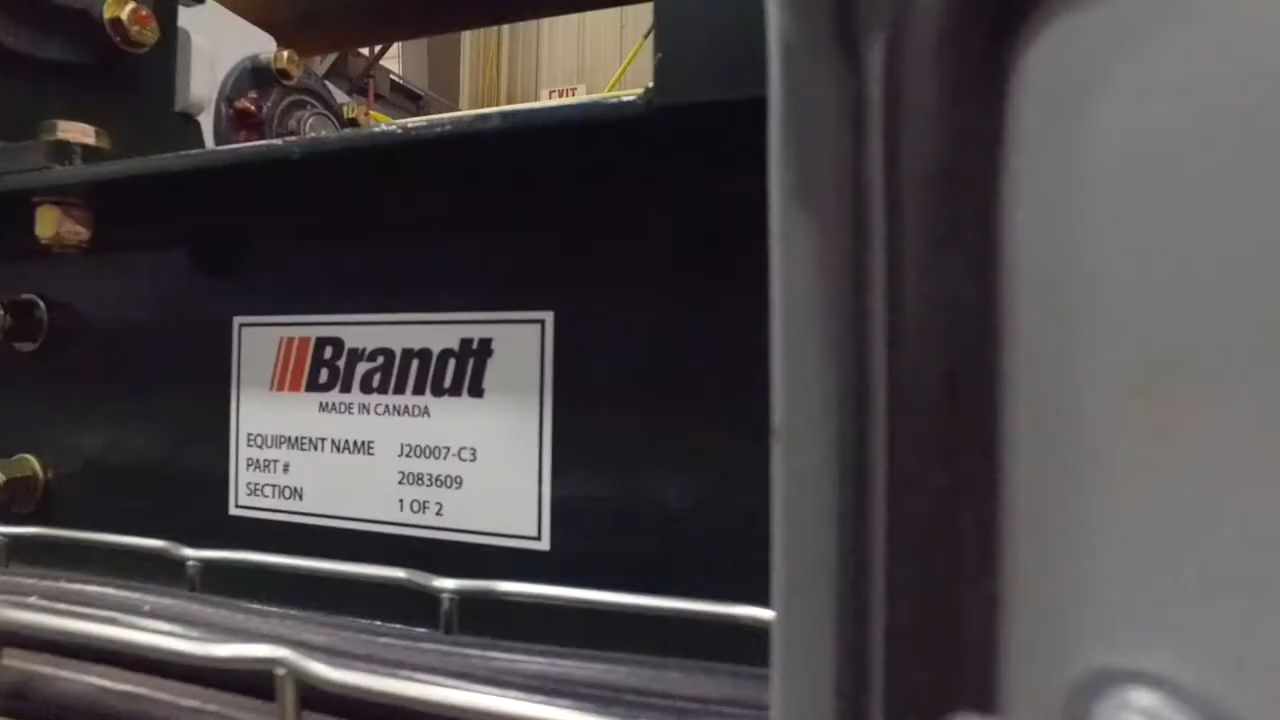 EXIT
Brandt
MADE IN CANADA
EQUIPMENT NAME J20007-C3
PART # 2083609
SECTION 1 OF 2